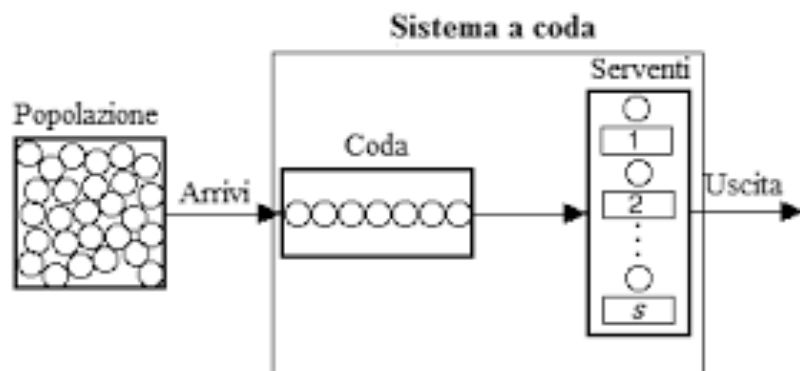 Sistema a coda
Serventi
Popolazione
1
Coda
Arrivi
Uscita
2
s